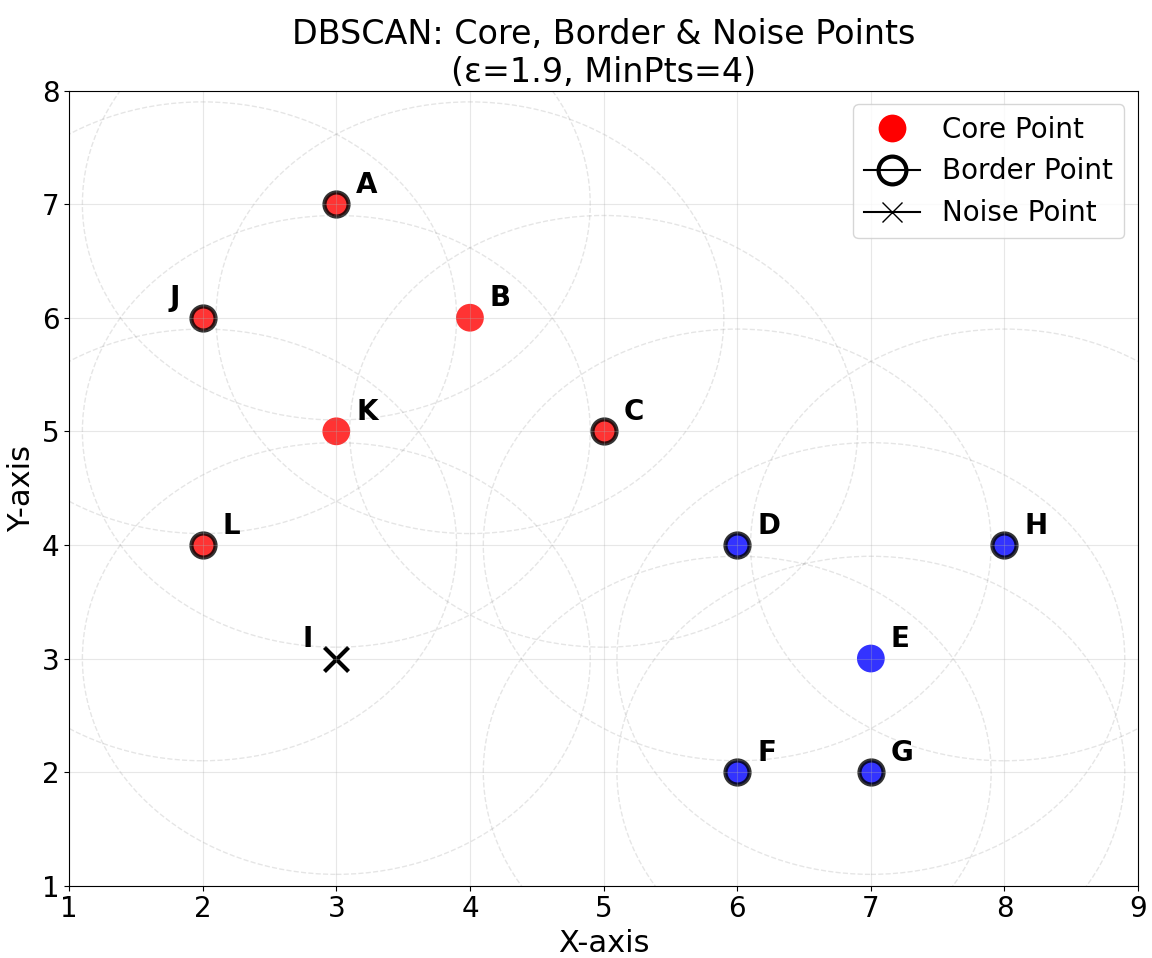 DBSCAN: Core, Border & Noise Points
(ε=1.9, MinPts=4)
Core Point
Border Point
Noise Point
8
7
6
5
4
3
2
1
Y-axis
A
J
B
K
C
L
D
H
I
E
F
G
1
2
3
4
5
6
7
8
9
X-axis